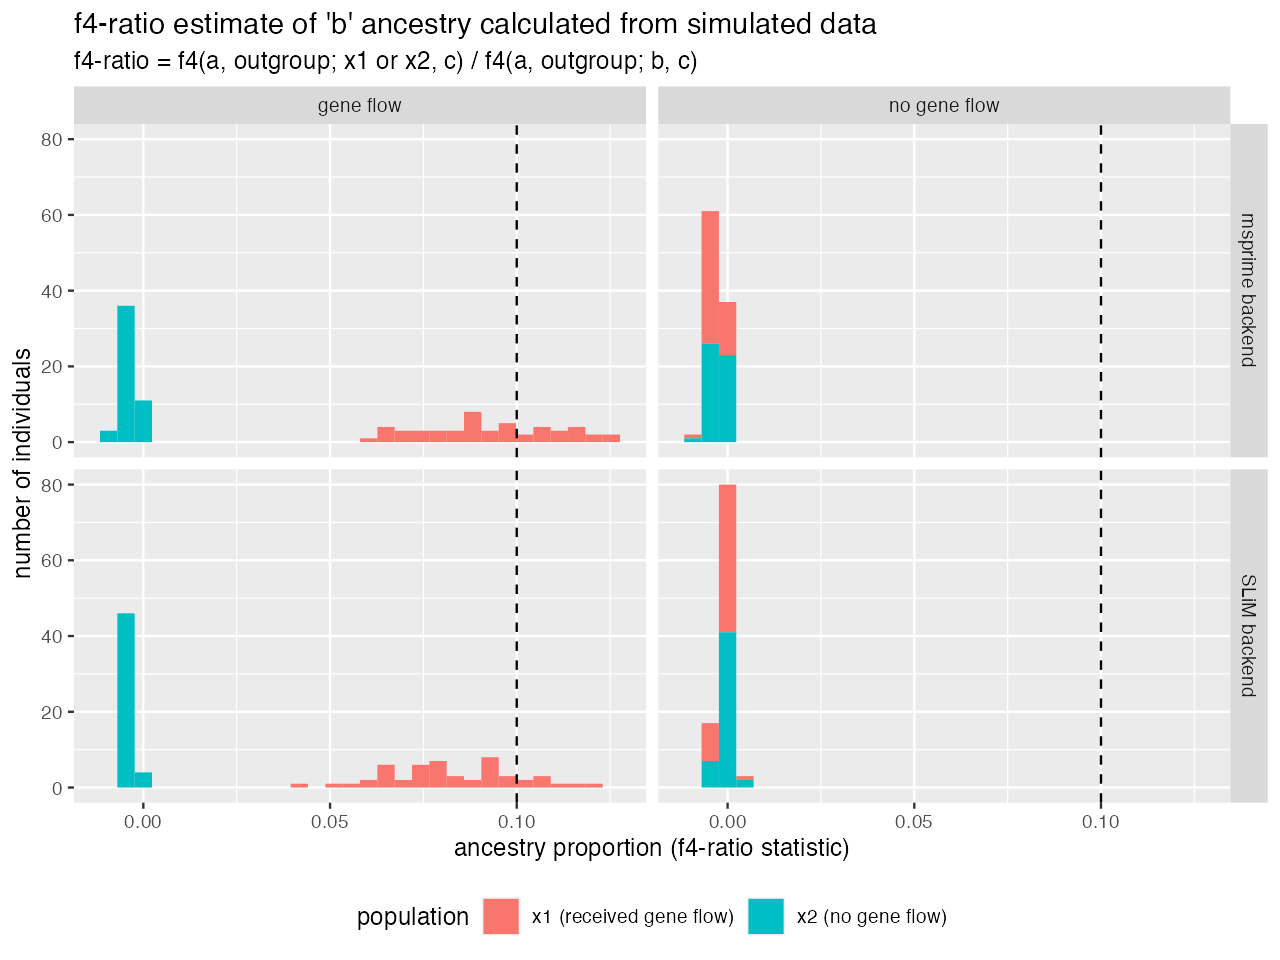 f4-ratio estimate of 'b' ancestry calculated from simulated data
f4-ratio = f4(a, outgroup; x1 or x2, c) / f4(a, outgroup; b, c)
gene flow
no gene flow
80
60
40
20
0
msprime backend
number of individuals
80
60
40
20
0
SLiM backend
0.00
0.05
0.10
0.00
0.05
0.10
ancestry proportion (f4-ratio statistic)
population
x1 (received gene flow)
x2 (no gene flow)